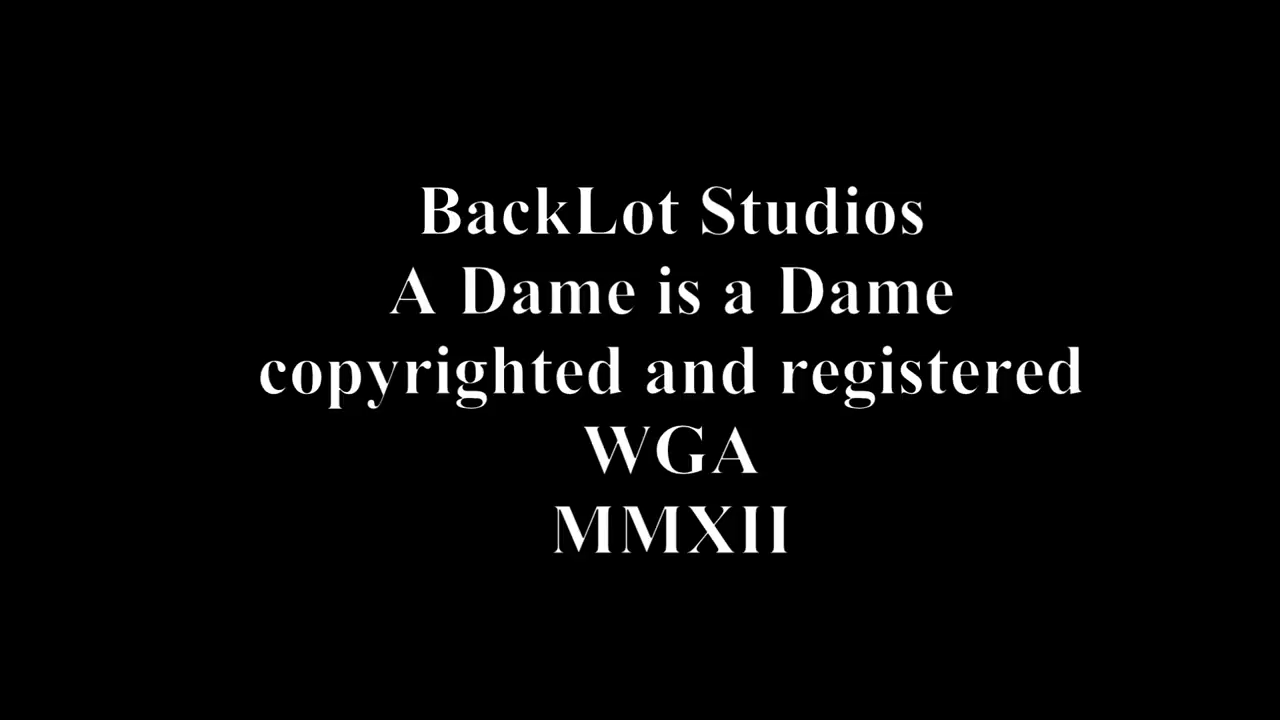 BackLot Studios
A Dame is a Dame
copyrighted and registered
WGA
MMXII